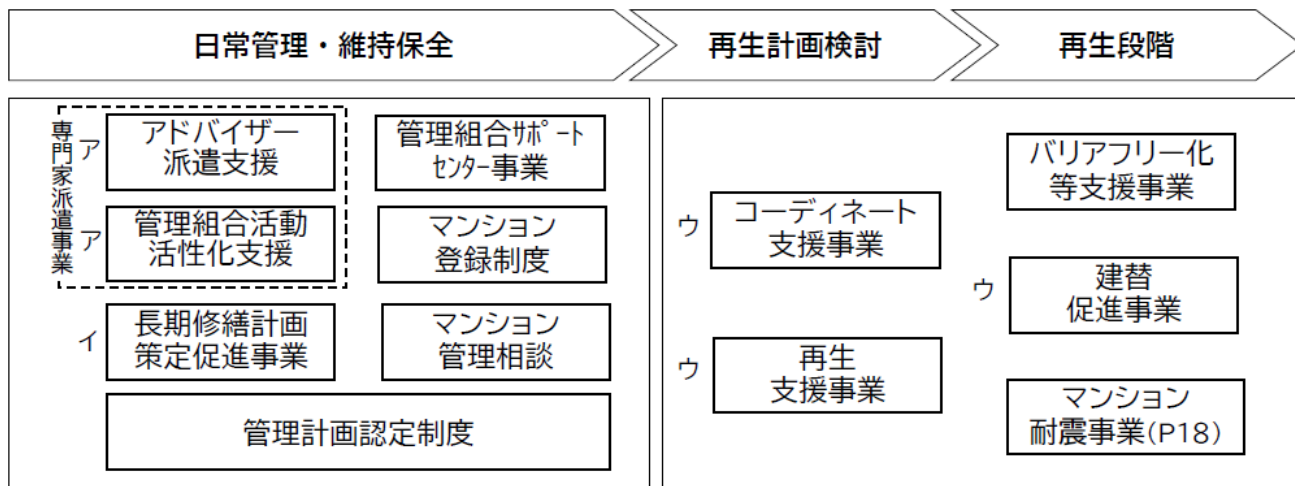 日常管理・維持保全
再生計画検討
再生段階
専門家派遣事業
ア
アドバイザー
派遣支援
ア
管理組合活動
活性化支援
イ
長期修繕計画
策定促進事業
管理組合サポート
センター事業
マンション
登録制度
マンション
管理相談
管理計画認定制度
ウ
コーディネート
支援事業
ウ
再生
支援事業
バリアフリー化
等支援事業
ウ
建替
促進事業
マンション
耐震事業(P18)